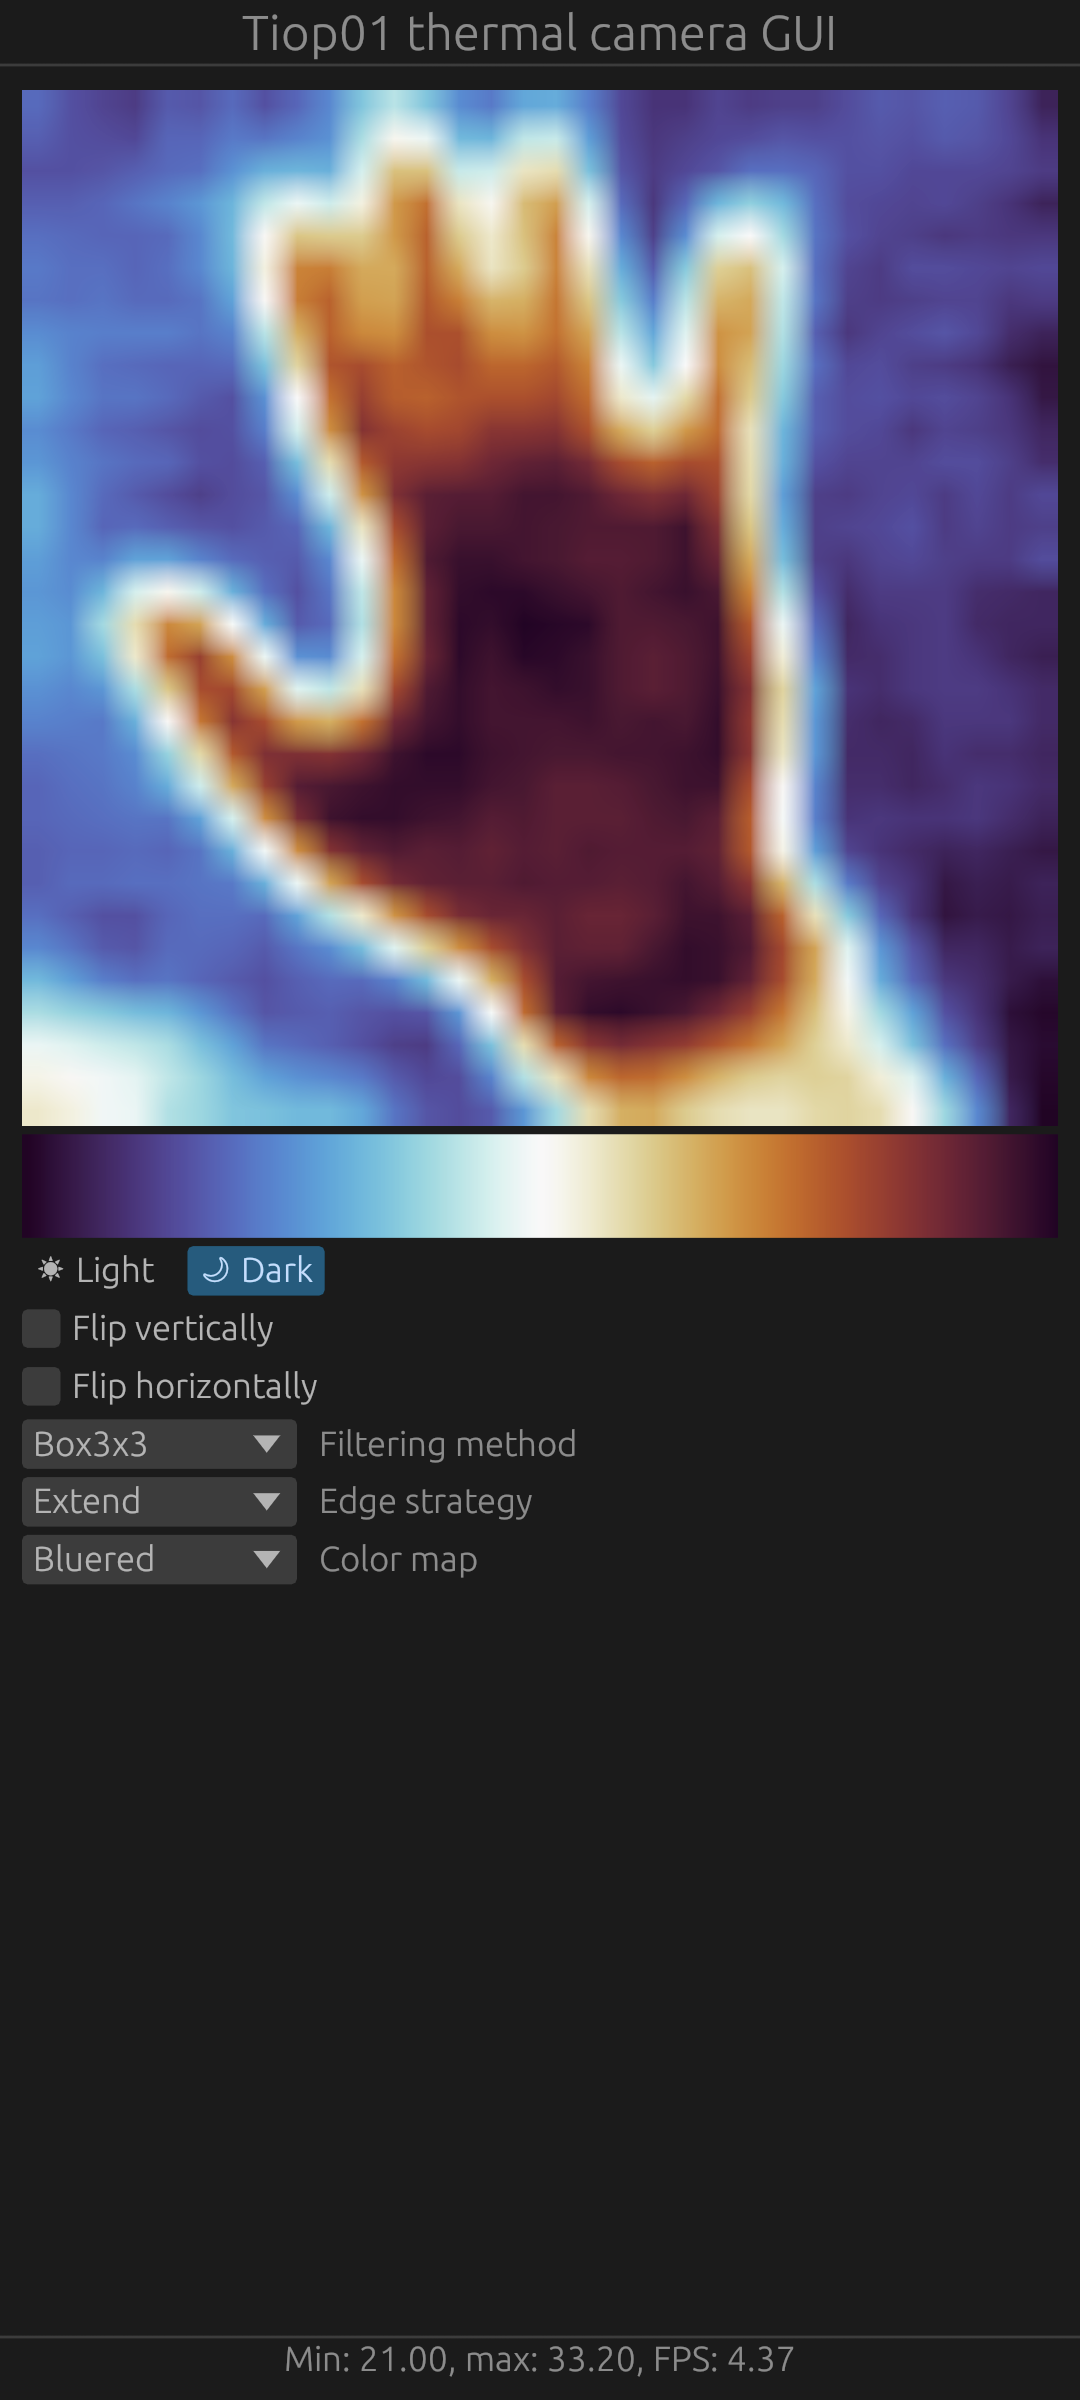 Tiop01 thermal camera GUI
Light Dark
Flip vertically
Flip horizontally
Box3x3 Filtering method
Extend Edge strategy
Bluered Color map
Min: 21.00, max: 33.20, FPS: 4.37